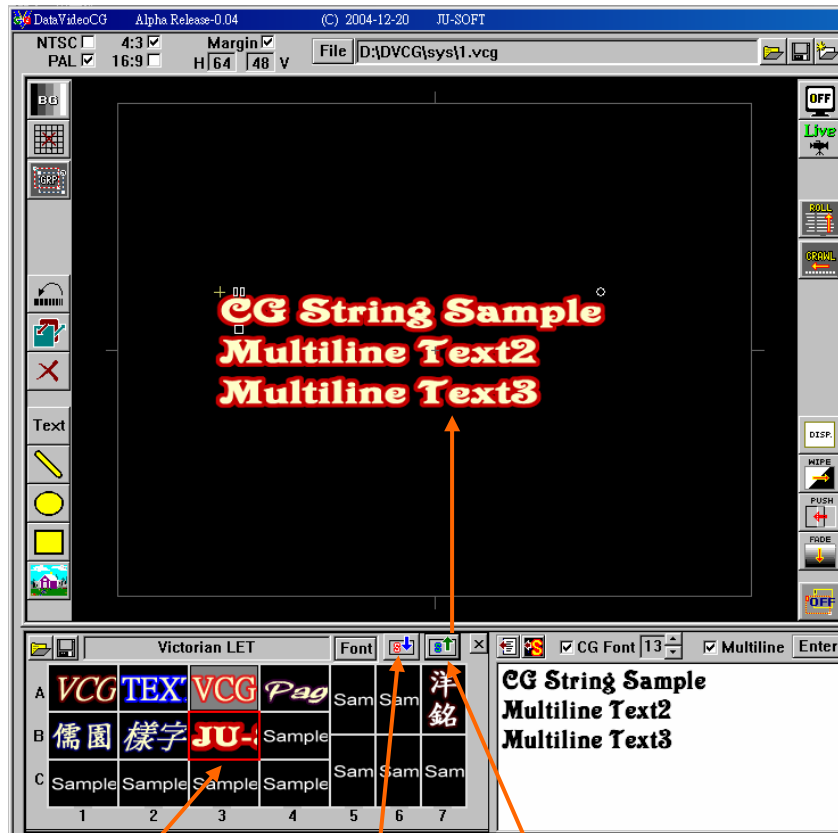 DataVideoCG Alpha Release-0.04 (C) 2004-12-20 JU-SOFT
NTSC 4:3 Margin
PAL 16:9 H 64 48 V
File D:\DVCG\sys\1.vcg
BG
GRP
Text
OFF
Live
ROLL
CRAWL
DISP.
WIPE
PUSH
FADE
OFF
CG String Sample
Multiline Text2
Multiline Text3
Victorian LET Font S S × S CG Font 13 Multiline Enter
A VCG TEXT VCG Pag Sam Sam 洋銘
B 儒園 樣字 JU-S Sample
C Sample Sample Sample Sample Sam Sam Sam
1 2 3 4 5 6 7
CG String Sample
Multiline Text2
Multiline Text3